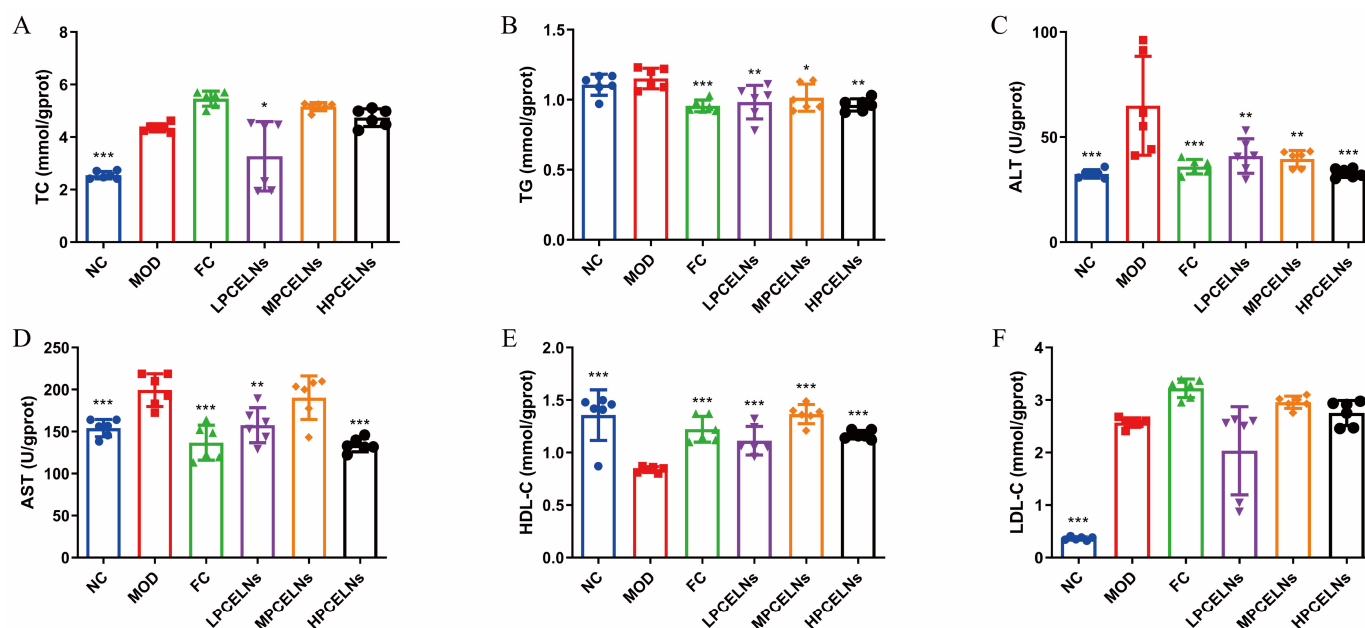 A
TC (mmol/gprot)
8
6
4
2
0
***
*
NC
MOD
FC
LPCELNs
MPCELNs
HPCELNs
B
TG (mmol/gprot)
1.5
1.0
0.5
0.0
***
**
*
**
NC
MOD
FC
LPCELNs
MPCELNs
HPCELNs
C
ALT (U/gprot)
100
50
0
***
***
**
**
***
NC
MOD
FC
LPCELNs
MPCELNs
HPCELNs
D
AST (U/gprot)
250
200
150
100
50
0
***
***
**
***
NC
MOD
FC
LPCELNs
MPCELNs
HPCELNs
E
HDL-C (mmol/gprot)
2.0
1.5
1.0
0.5
0.0
***
***
***
***
***
NC
MOD
FC
LPCELNs
MPCELNs
HPCELNs
F
LDL-C (mmol/gprot)
4
3
2
1
0
***
NC
MOD
FC
LPCELNs
MPCELNs
HPCELNs